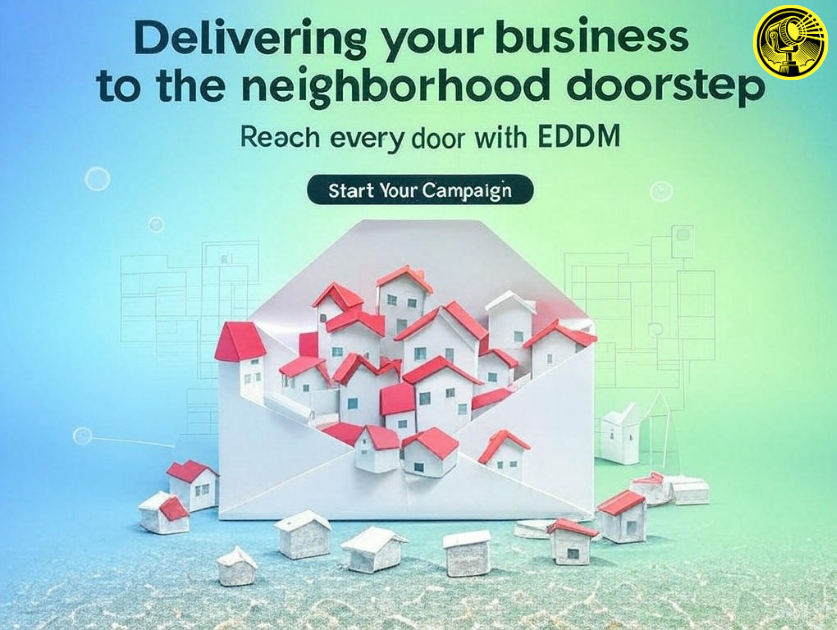 Delivering your business
to the neighborhood doorstep
Reach every door with EDDM
Start Your Campaign